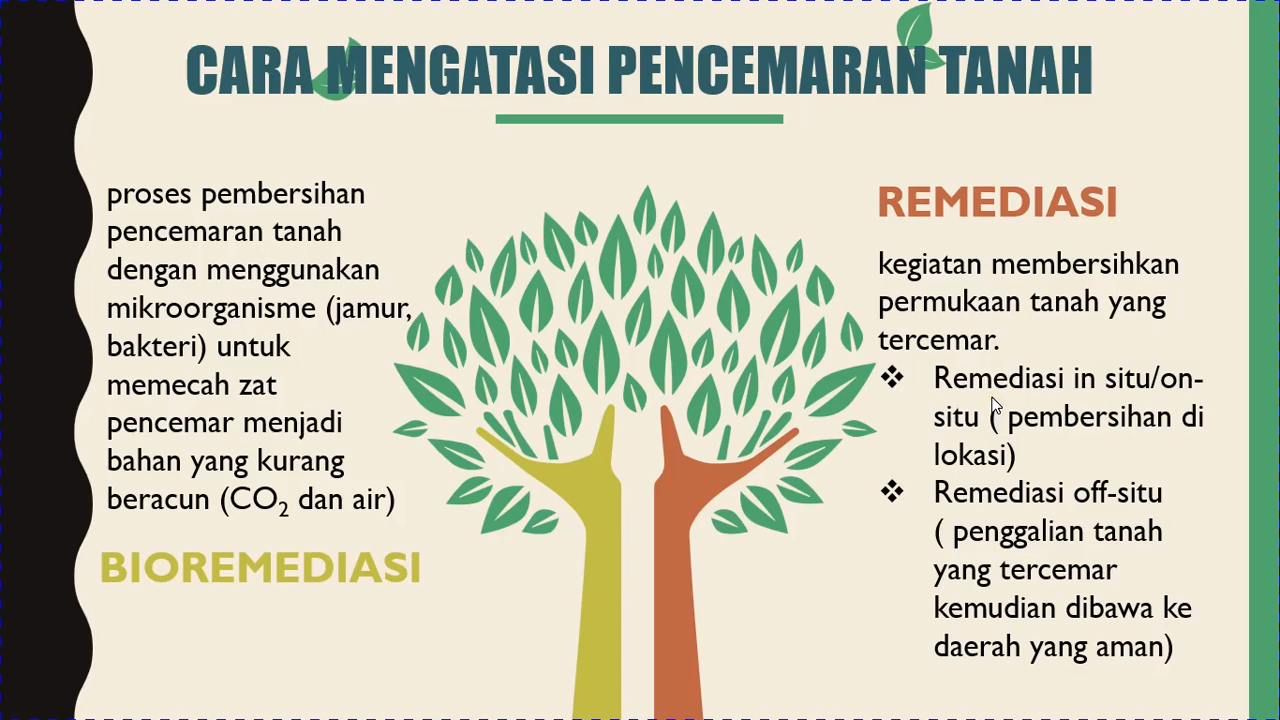 CARA MENGATASI PENCEMARAN TANAH
proses pembersihan
pencemaran tanah
dengan menggunakan
mikroorganisme (jamur,
bakteri) untuk
memecah zat
pencemar menjadi
bahan yang kurang
beracun (CO₂ dan air)
BIOREMEDIASI
REMEDIASI
kegiatan membersihkan
permukaan tanah yang
tercemar.
❖ Remediasi in situ/on-
situ ( pembersihan di
lokasi)
❖ Remediasi off-situ
( penggalian tanah
yang tercemar
kemudian dibawa ke
daerah yang aman)